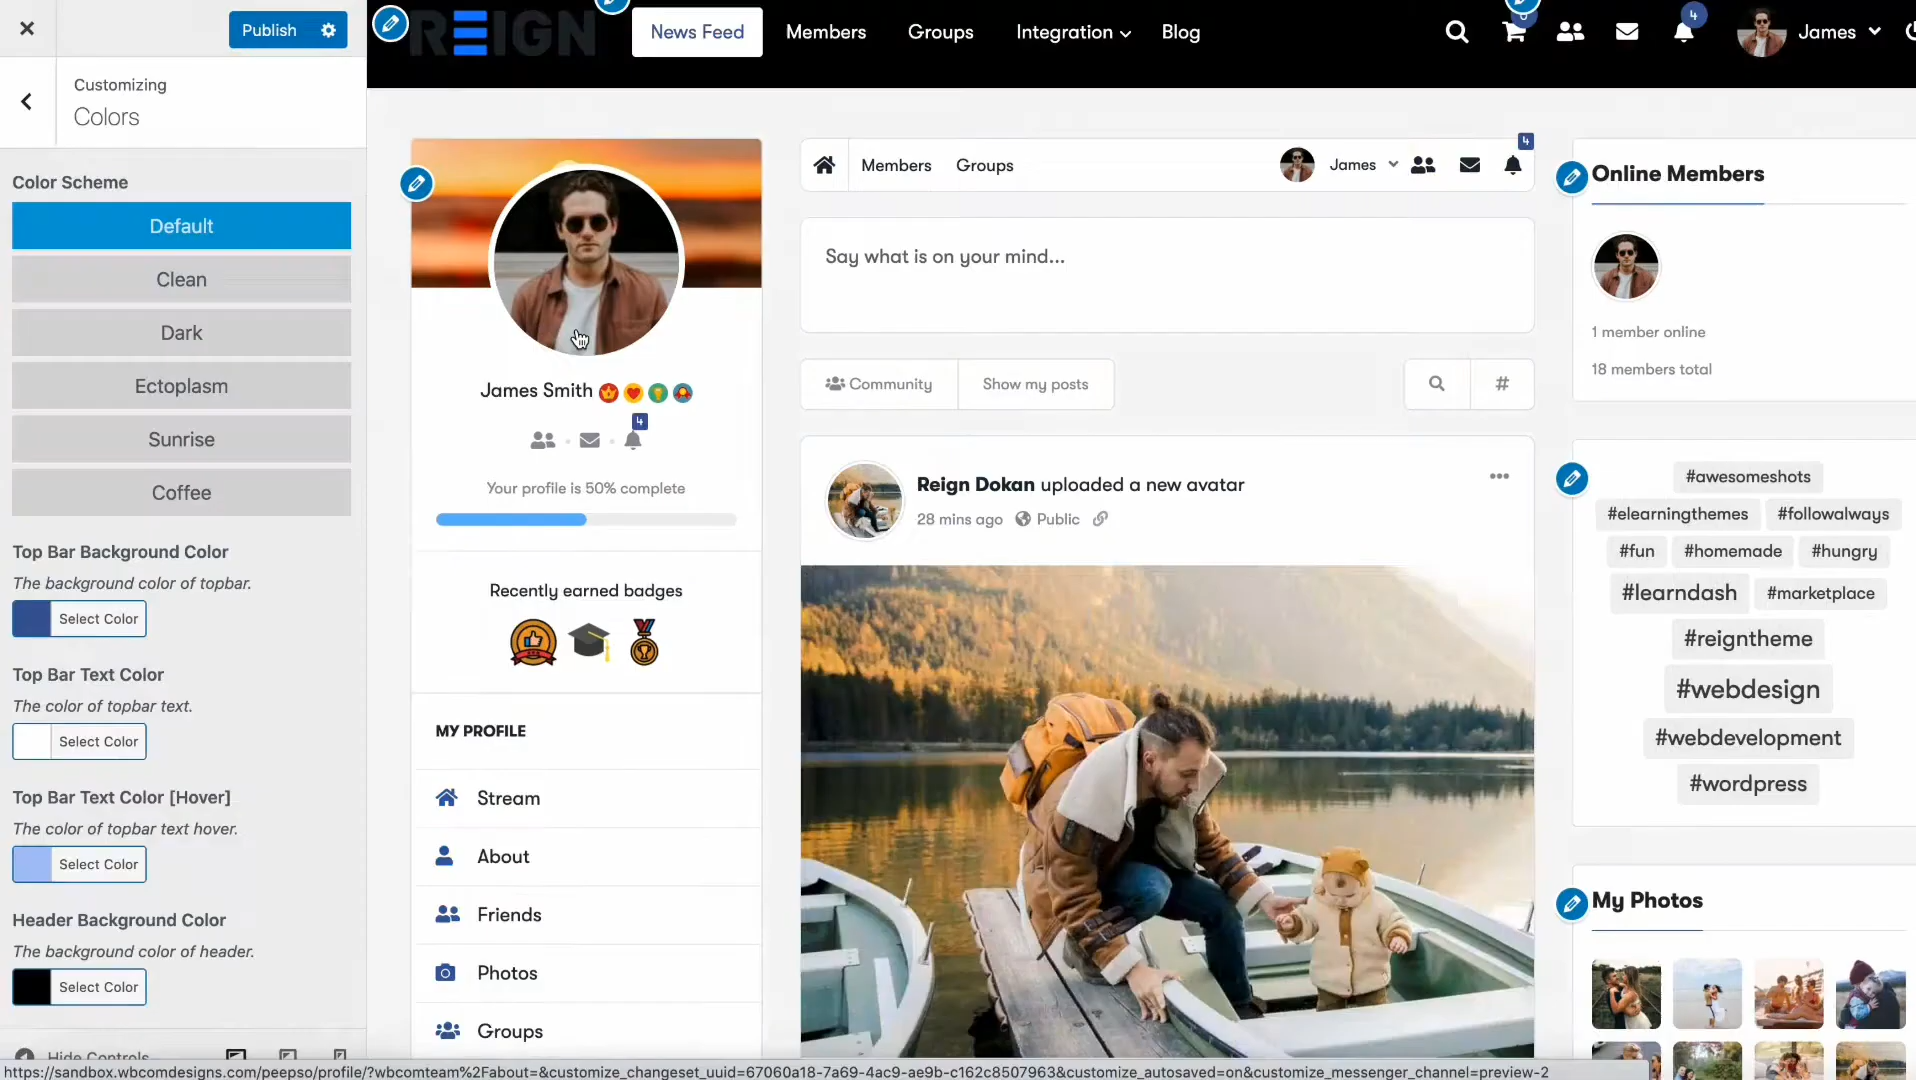 Publish
Customizing
Colors
Color Scheme
Default
Clean
Dark
Ectoplasm
Sunrise
Coffee
Top Bar Background Color
The background color of topbar.
Select Color
Top Bar Text Color
The color of topbar text.
Select Color
Top Bar Text Color [Hover]
The color of topbar text hover.
Select Color
Header Background Color
The background color of header.
Select Color
Hide Controls
REIGN
News Feed
Members
Groups
Integration
Blog
4
James
James Smith
4
Your profile is 50% complete
Recently earned badges
MY PROFILE
Stream
About
Friends
Photos
Groups
Members
Groups
James
4
Say what is on your mind...
Community
Show my posts
#
Reign Dokan uploaded a new avatar
28 mins ago Public
Online Members
1 member online
18 members total
#awesomeshots
#elearningthemes #followalways
#fun #homemade #hungry
#learndash #marketplace
#reigntheme
#webdesign
#webdevelopment
#wordpress
My Photos
https://sandbox.wbcomdesigns.com/peepso/profile/?wbcomteam%2Fabout=&customize_changeset_uuid=67060a18-7a69-4ac9-ae9b-c162c8507963&customize_autosaved=on&customize_messenger_channel=preview-2